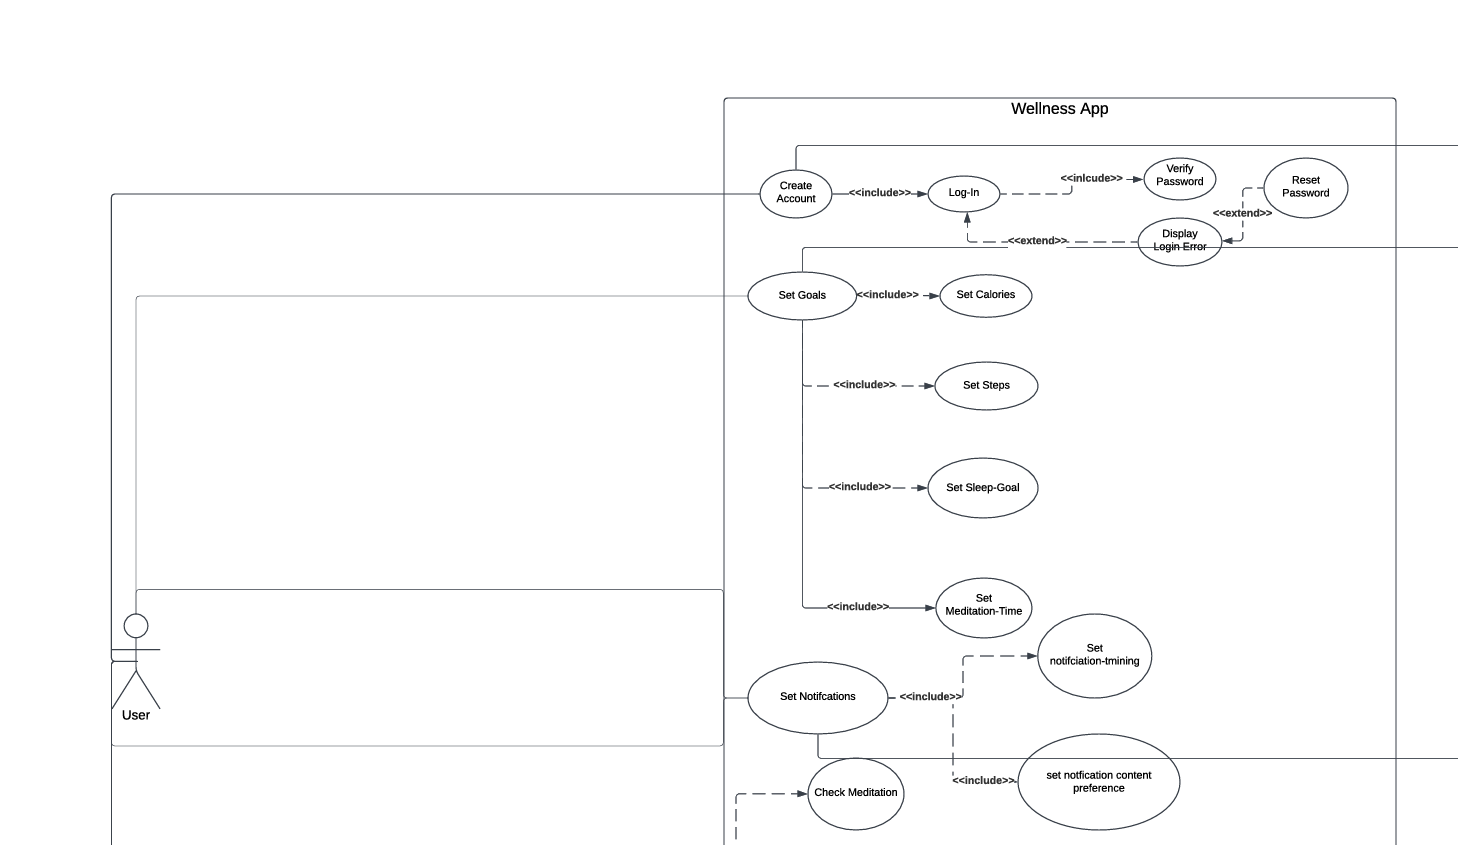 Wellness App
Create
Account
<<include>>
Log-In
<<inlcude>>
Verify
Password
Reset
Password
<<extend>>
Display
Login Error
<<extend>>
Set Goals
<<include>>
Set Calories
<<include>>
Set Steps
<<include>>
Set Sleep-Goal
<<include>>
Set
Meditation-Time
Set
notifciation-tmining
Set Notifcations
<<include>>
User
<<include>>
set notfication content
preference
Check Meditation